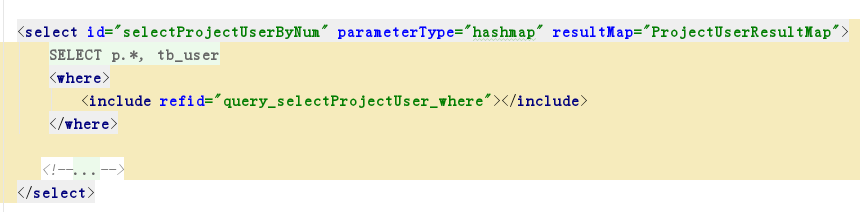 <select id="selectProjectUserByNum" parameterType="hashmap" resultMap="ProjectUserResultMap">
SELECT p.*, tb_user
<where>
<include refid="query_selectProjectUser_where"></include>
</where>
<!--...-->
</select>